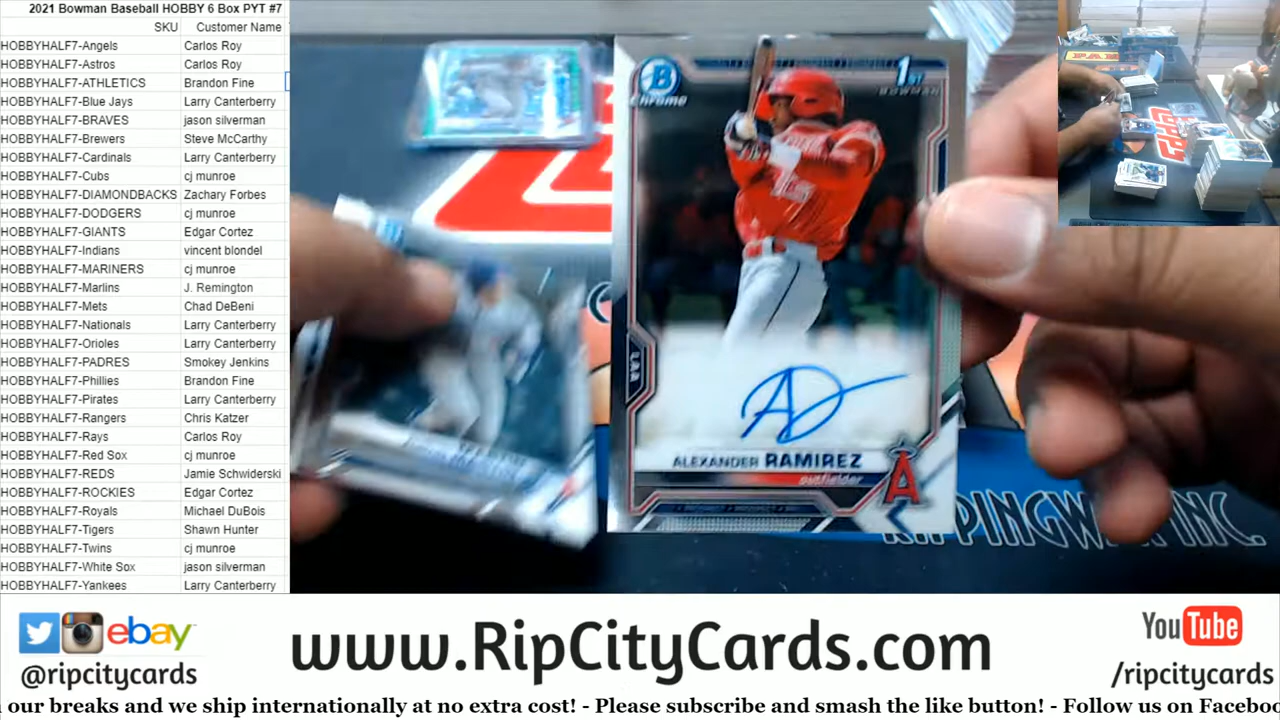 2021 Bowman Baseball HOBBY 6 Box PYT #7
SKU Customer Name
HOBBYHALF7-Angels Carlos Roy
HOBBYHALF7-Astros Carlos Roy
HOBBYHALF7-ATHLETICS Brandon Fine
HOBBYHALF7-Blue Jays Larry Canterberry
HOBBYHALF7-BRAVES jason silverman
HOBBYHALF7-Brewers Steve McCarthy
HOBBYHALF7-Cardinals Larry Canterberry
HOBBYHALF7-Cubs cj munroe
HOBBYHALF7-DIAMONDBACKS Zachary Forbes
HOBBYHALF7-DODGERS cj munroe
HOBBYHALF7-GIANTS Edgar Cortez
HOBBYHALF7-Indians vincent blondel
HOBBYHALF7-MARINERS cj munroe
HOBBYHALF7-Marlins J. Remington
HOBBYHALF7-Mets Chad DeBeni
HOBBYHALF7-Nationals Larry Canterberry
HOBBYHALF7-Orioles Larry Canterberry
HOBBYHALF7-PADRES Smokey Jenkins
HOBBYHALF7-Phillies Brandon Fine
HOBBYHALF7-Pirates Larry Canterberry
HOBBYHALF7-Rangers Chris Katzer
HOBBYHALF7-Rays Carlos Roy
HOBBYHALF7-Red Sox cj munroe
HOBBYHALF7-REDS Jamie Schwiderski
HOBBYHALF7-ROCKIES Edgar Cortez
HOBBYHALF7-Royals Michael DuBois
HOBBYHALF7-Tigers Shawn Hunter
HOBBYHALF7-Twins cj munroe
HOBBYHALF7-White Sox jason silverman
HOBBYHALF7-Yankees Larry Canterberry
B
Chrome
1st
BOWMAN
LAA
ALEXANDER RAMIREZ
outfielder
A
INC.
TOPPS
ebay
@ripcitycards
www.RipCityCards.com
YouTube
/ripcitycards
our breaks and we ship internationally at no extra cost! - Please subscribe and smash the like button! - Follow us on